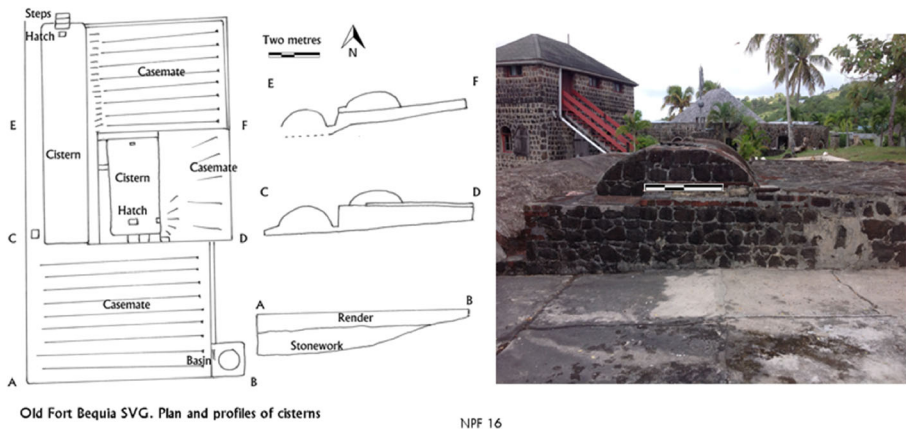 Steps
Hatch
Casemate
Two metres
N
E
F
E
F
Cistern
Casemate
Cistern
Hatch
C
D
C
D
Casemate
A
B
Render
Stonework
Basin
A
B
Old Fort Bequia SVG. Plan and profiles of cisterns
NPF 16